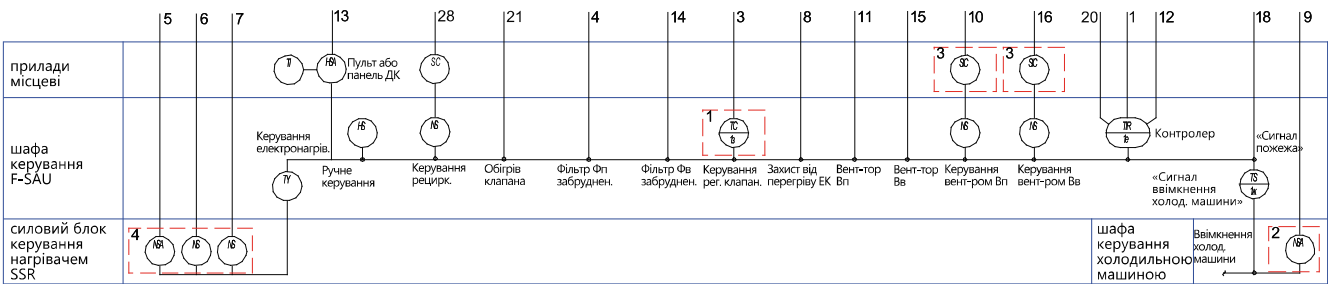 5 6 7 13 28 21 4 14 3 8 11 15 10 16 20 1 12 18 9
прилади
місцеві
TI
HSA
Пульт або
панель ДК
SC
3
SIC
3
SIC
шафа
керування
F-SAU
Керування
електронагрів.
TY
HS
Ручне
керування
NS
Керування
рецирк.
Обігрів
клапана
Фільтр Фп
забруднен.
Фільтр Фв
забруднен.
1
TC
Керування
рег. клапан.
Захист від
перегріву ЕК
Вент-тор
Вп
Вент-тор
Вв
NS
Керування
вент-ром Вп
NS
Керування
вент-ром Вв
TIR
Контролер
«Сигнал
пожежа»
TS
«Сигнал
ввімкнення
холод. машини»
силовий блок
керування
нагрівачем
SSR
4
NSA
NS
NS
шафа
керування
холодильною
машиною
Ввімкнення
холод.
машини
2
NSA